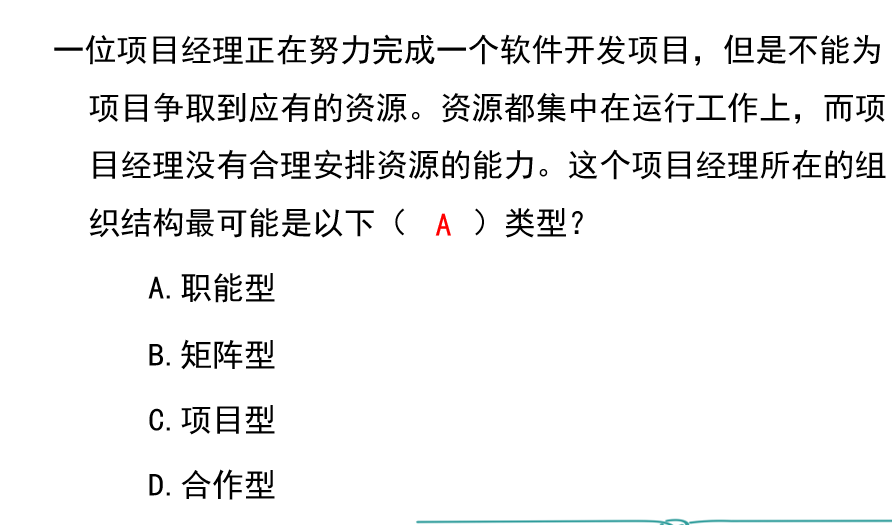 一位项目经理正在努力完成一个软件开发项目，但是不能为
项目争取到应有的资源。资源都集中在运行工作上，而项
目经理没有合理安排资源的能力。这个项目经理所在的组
织结构最可能是以下（ A ）类型？
A.职能型
B.矩阵型
C.项目型
D.合作型